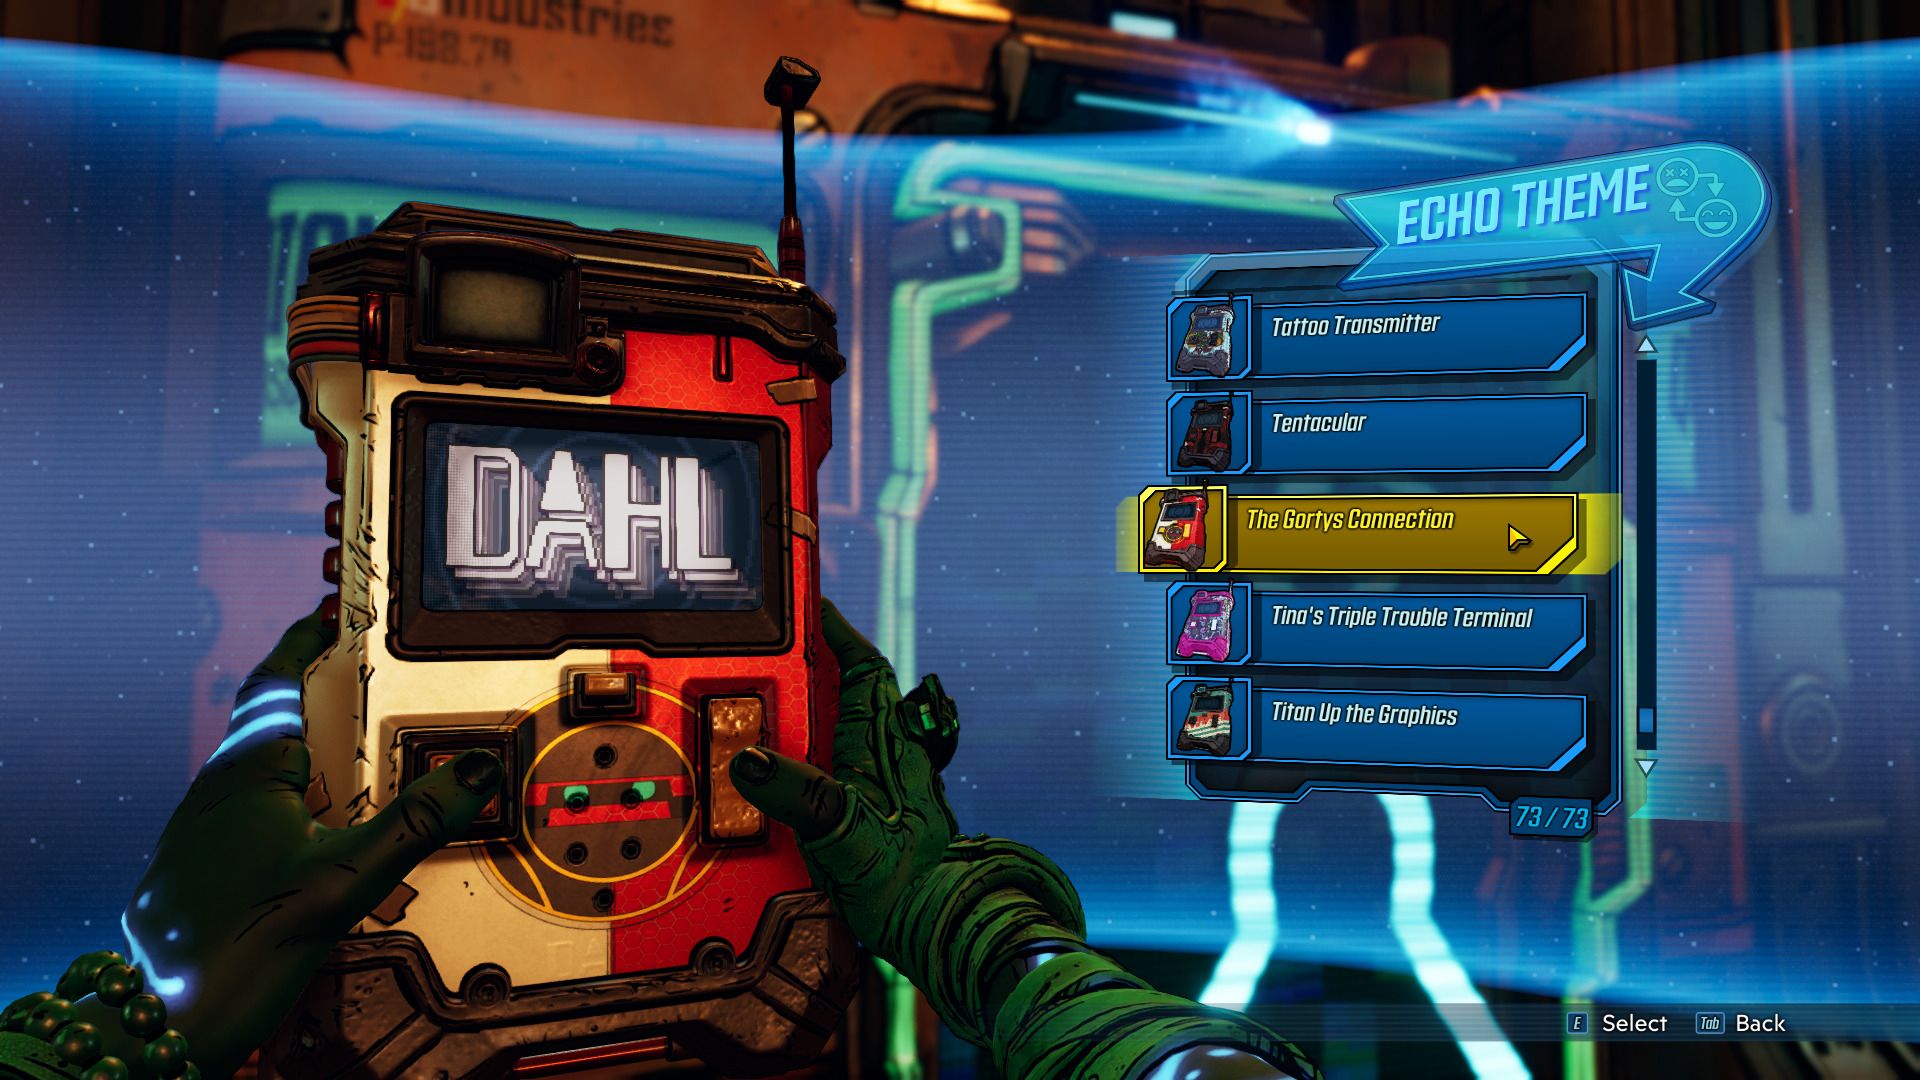 Industries
P-198.79
ECHO THEME
Tattoo Transmitter
Tentacular
DAHL
The Gortys Connection
Tina's Triple Trouble Terminal
Titan Up the Graphics
73 / 73
E Select Tab Back